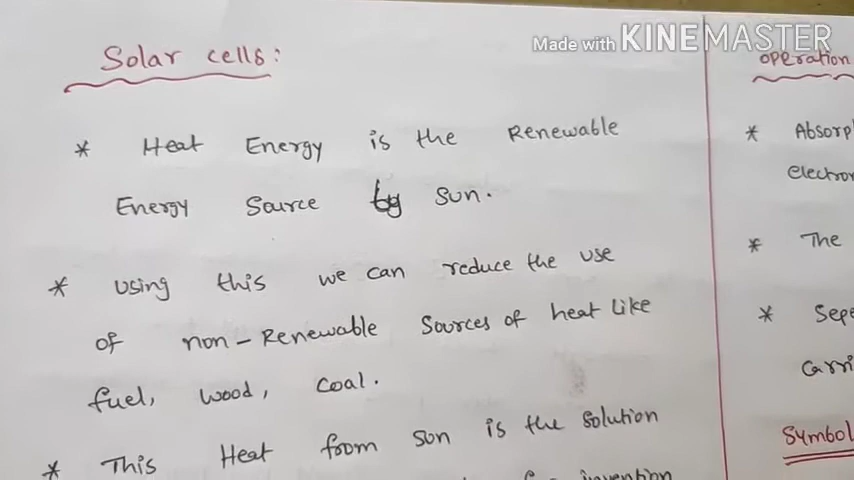 Made with KINEMASTER
Solar cells:
* Heat Energy is the Renewable
Energy Source by sun.
* using this we can reduce the use
of non-Renewable Sources of heat like
fuel, wood, coal.
* This Heat from sun is the solution
invention
operation
* Absorp
electron
* The
* Sepe
carri
Symbol